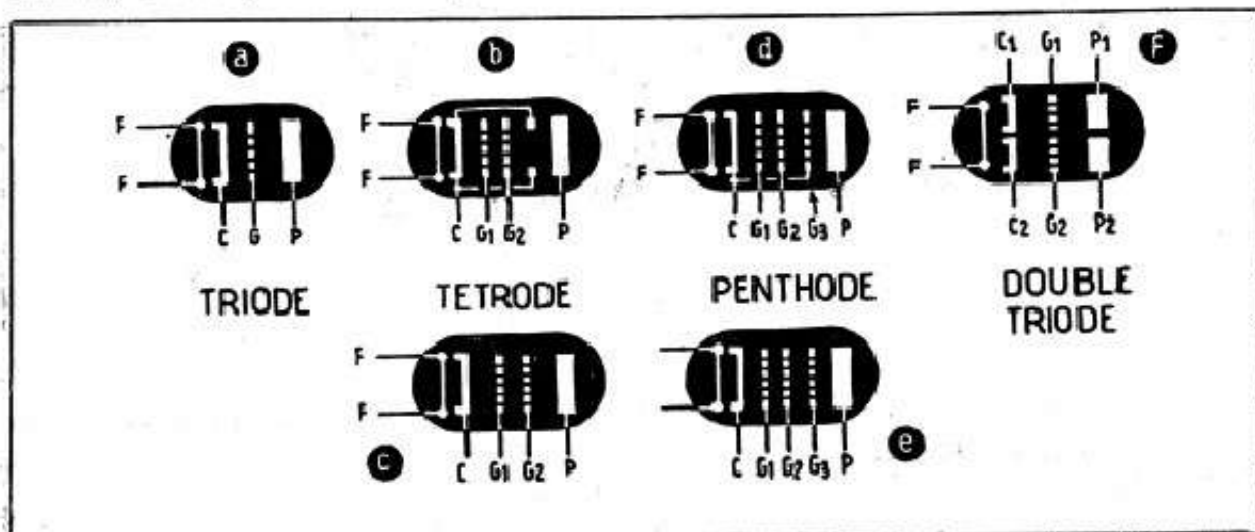 a b d C1 G1 P1 F
F F F F
F F F F
C G P C G1 G2 P C G1 G2 G3 P C2 G2 P2
TRIODE TETRODE PENTHODE DOUBLE
TRIODE
F
F
c C G1 G2 P C G1 G2 G3 P e